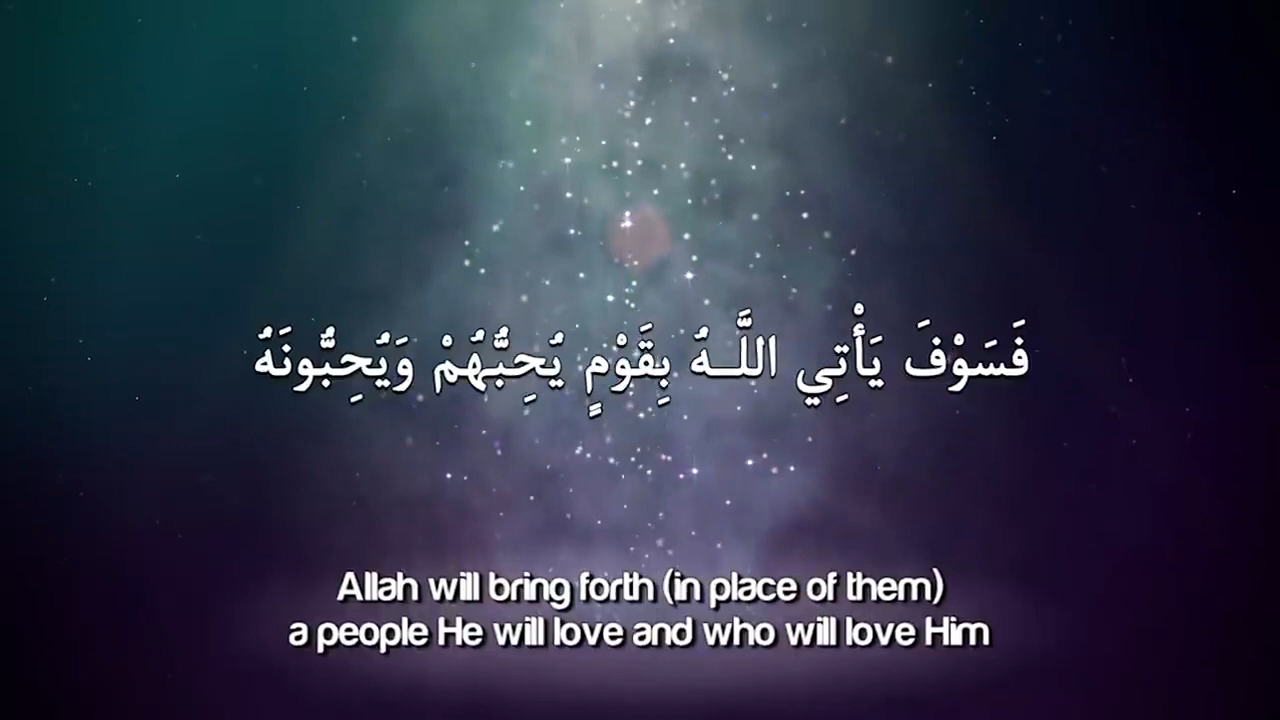 فَسَوْفَ يَأْتِي اللَّـهُ بِقَوْمٍ يُحِبُّهُمْ وَيُحِبُّونَهُ
Allah will bring forth (in place of them)
a people He will love and who will love Him